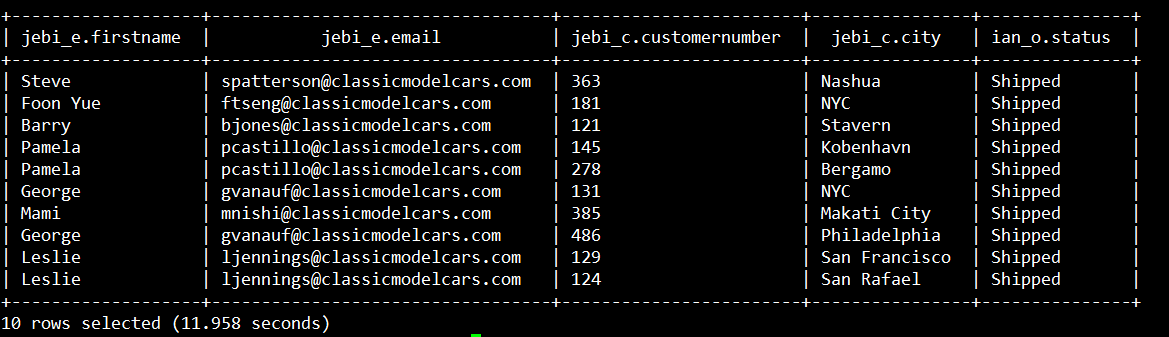 +-------------------+----------------------------------+------------------------+----------------+---------------+
| jebi_e.firstname  |           jebi_e.email           | jebi_c.customernumber  |  jebi_c.city   | ian_o.status  |
+-------------------+----------------------------------+------------------------+----------------+---------------+
| Steve             | spatterson@classicmodelcars.com  | 363                    | Nashua         | Shipped       |
| Foon Yue          | ftseng@classicmodelcars.com      | 181                    | NYC            | Shipped       |
| Barry             | bjones@classicmodelcars.com      | 121                    | Stavern        | Shipped       |
| Pamela            | pcastillo@classicmodelcars.com   | 145                    | Kobenhavn      | Shipped       |
| Pamela            | pcastillo@classicmodelcars.com   | 278                    | Bergamo        | Shipped       |
| George            | gvanauf@classicmodelcars.com     | 131                    | NYC            | Shipped       |
| Mami              | mnishi@classicmodelcars.com      | 385                    | Makati City    | Shipped       |
| George            | gvanauf@classicmodelcars.com     | 486                    | Philadelphia   | Shipped       |
| Leslie            | ljennings@classicmodelcars.com   | 129                    | San Francisco  | Shipped       |
| Leslie            | ljennings@classicmodelcars.com   | 124                    | San Rafael     | Shipped       |
+-------------------+----------------------------------+------------------------+----------------+---------------+
10 rows selected (11.958 seconds)